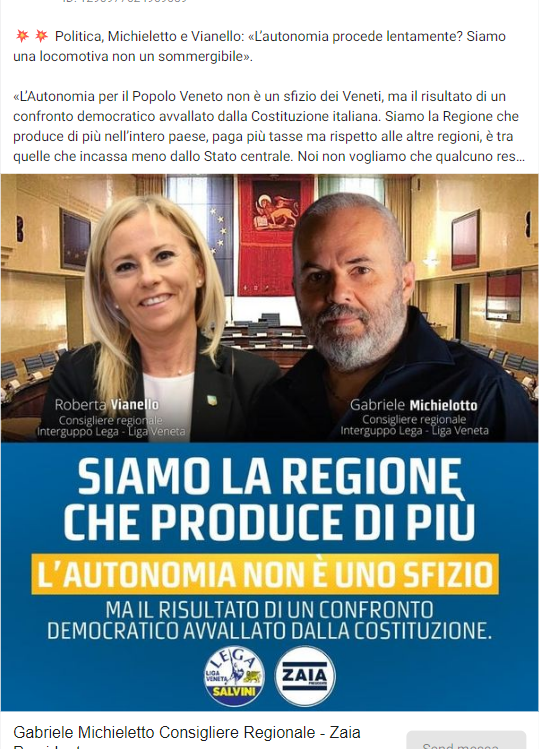 Politica, Michieletto e Vianello: «L'autonomia procede lentamente? Siamo
una locomotiva non un sommergibile».
«L'Autonomia per il Popolo Veneto non è un sfizio dei Veneti, ma il risultato di un
confronto democratico avvallato dalla Costituzione italiana. Siamo la Regione che
produce di più nell'intero paese, paga più tasse ma rispetto alle altre regioni, è tra
quelle che incassa meno dallo Stato centrale. Noi non vogliamo che qualcuno res...
Roberta Vianello
Consigliere regionale
Intergruppo Lega - Liga Veneta
Gabriele Michielotto
Consigliere regionale
Intergruppo Lega - Liga Veneta
SIAMO LA REGIONE
CHE PRODUCE DI PIÙ
L'AUTONOMIA NON È UNO SFIZIO
MA IL RISULTATO DI UN CONFRONTO
DEMOCRATICO AVVALLATO DALLA COSTITUZIONE.
LEGA
LIGA
VENETA
SALVINI
ZAIA
PRESIDENTE
Gabriele Michieletto Consigliere Regionale - Zaia